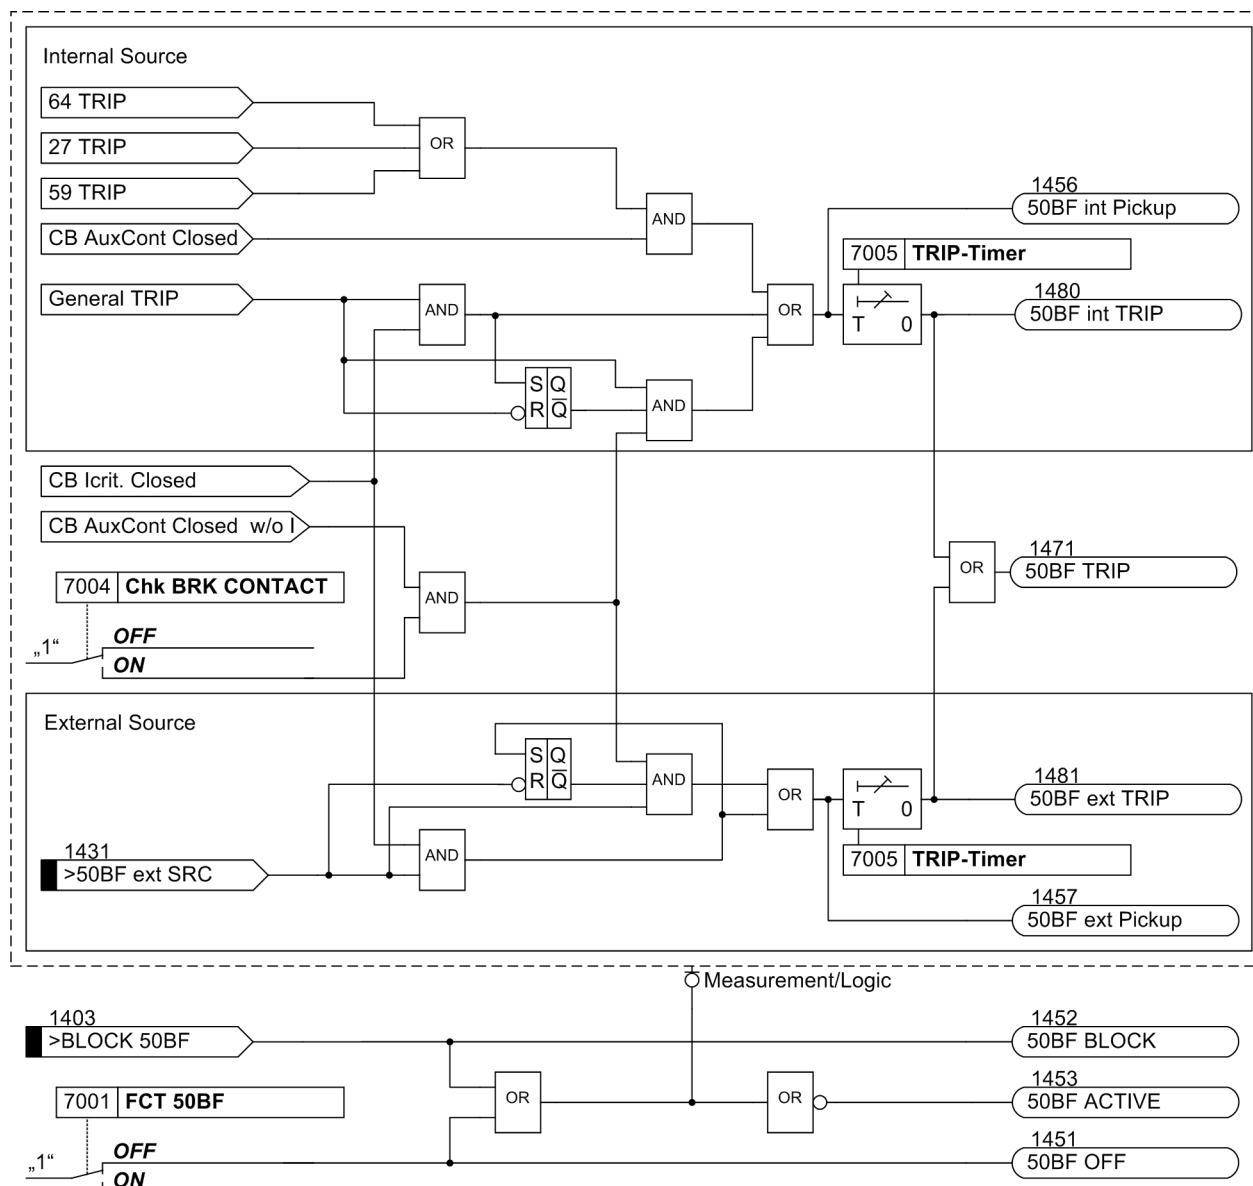 Internal Source
64 TRIP
OR
27 TRIP
59 TRIP
CB AuxCont Closed
AND
1456
50BF int Pickup
7005 TRIP-Timer
General TRIP
AND
OR
T 0
1480
50BF int TRIP
S Q
R Q̅
AND
CB Icrit. Closed
CB AuxCont Closed w/o I
7004 Chk BRK CONTACT
AND
OR
1471
50BF TRIP
OFF
„1“
ON
External Source
S Q
R Q̅
AND
OR
T 0
1481
50BF ext TRIP
1431
>50BF ext SRC
AND
7005 TRIP-Timer
1457
50BF ext Pickup
Measurement/Logic
1403
>BLOCK 50BF
1452
50BF BLOCK
7001 FCT 50BF
OR
OR
1453
50BF ACTIVE
OFF
„1“
ON
1451
50BF OFF